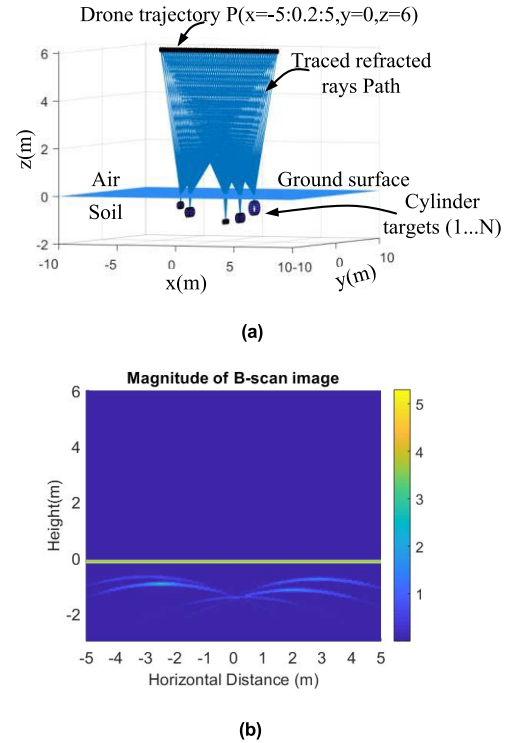 Drone trajectory P(x=-5:0.2:5,y=0,z=6)
6
Traced refracted
rays Path
4
z(m)
2
Air
Ground surface
0
Soil
Cylinder
targets (1...N)
-2
-10
-5
0
5
10
-10
0
10
x(m)
y(m)
(a)
Magnitude of B-scan image
6
4
2
0
-2
Height(m)
-5
-4
-3
-2
-1
0
1
2
3
4
5
Horizontal Distance (m)
5
4
3
2
1
(b)